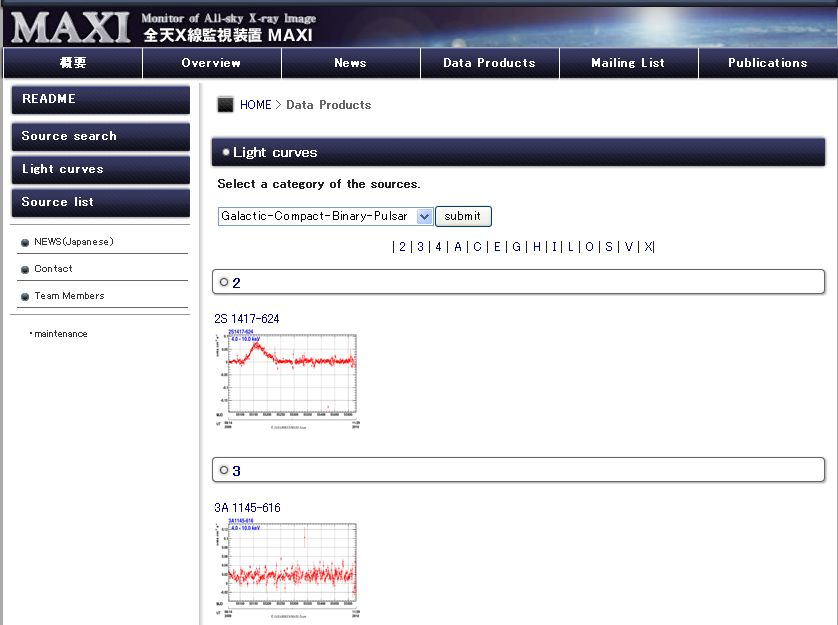 MAXI Monitor of All-sky X-ray Image
全天X線監視装置 MAXI
概要 Overview News Data Products Mailing List Publications
README
Source search
Light curves
Source list
NEWS(Japanese)
Contact
Team Members
・maintenance
HOME > Data Products
Light curves
Select a category of the sources.
Galactic-Compact-Binary-Pulsar submit
| 2 | 3 | 4 | A | C | E | G | H | I | L | O | S | V | X|
2
2S 1417-624
2S1417-624
4.0 - 10.0 keV
3
3A 1145-616
3A1145-616
4.0 - 10.0 keV